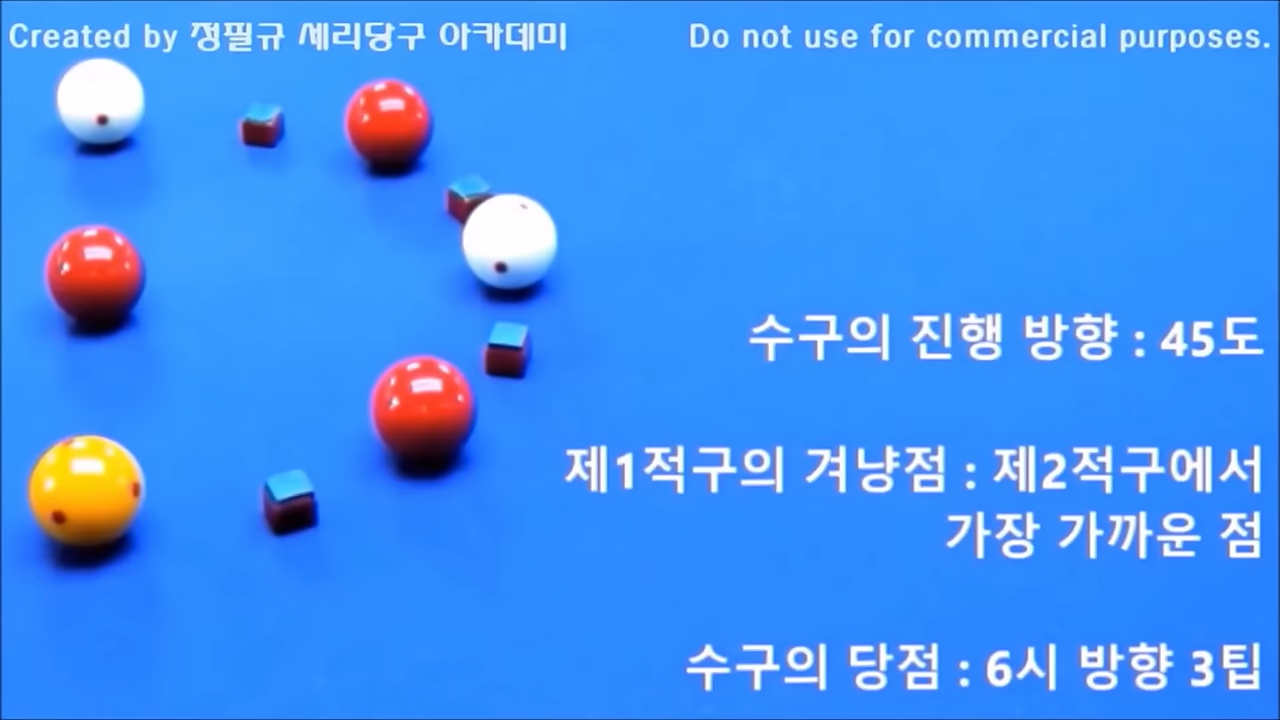 Created by 정필규 세리당구 아카데미
Do not use for commercial purposes.
수구의 진행 방향 : 45도
제1적구의 겨냥점 : 제2적구에서
가장 가까운 점
수구의 당점 : 6시 방향 3팁